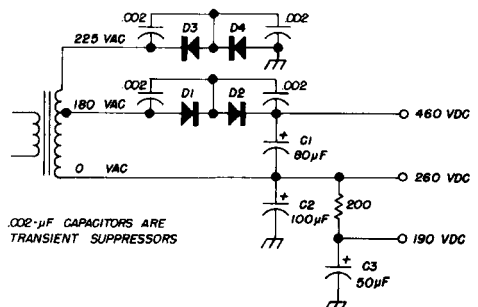 .002 D3 D4 .002
225 VAC
.002 D1 D2 .002
180 VAC
460 VDC
+ C1
80µF
0 VAC
260 VDC
+ C2
100µF
200
.002-µF CAPACITORS ARE
TRANSIENT SUPPRESSORS
190 VDC
+ C3
50µF